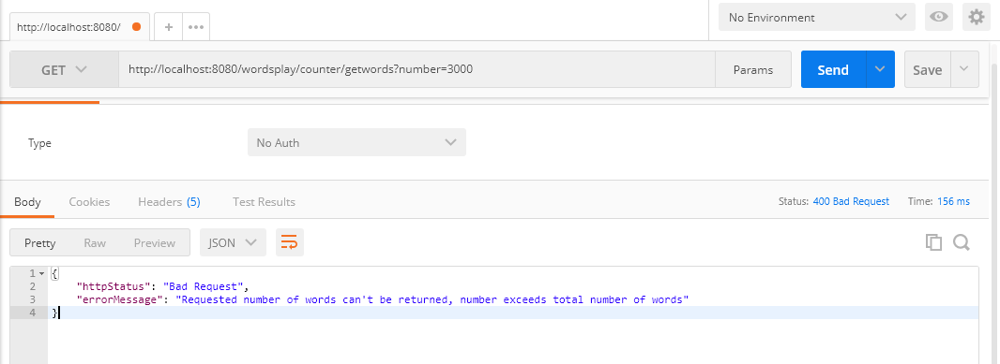 http://localhost:8080/
+
•••
No Environment
GET
http://localhost:8080/wordsplay/counter/getwords?number=3000
Params
Send
Save
Type
No Auth
Body Cookies Headers (5) Test Results
Status: 400 Bad Request Time: 156 ms
Pretty Raw Preview JSON
1 {
2 "httpStatus": "Bad Request",
3 "errorMessage": "Requested number of words can't be returned, number exceeds total number of words"
4 }